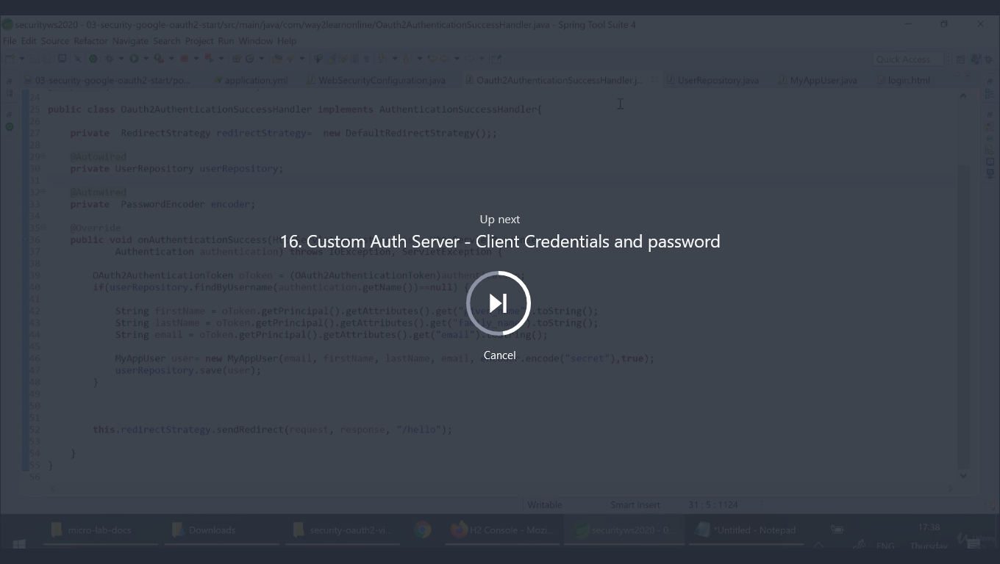 securityws2020 - 03-security-google-oauth2-start/src/main/java/com/way2learnonline/Oauth2AuthenticationSuccessHandler.java - Spring Tool Suite 4
File Edit Source Refactor Navigate Search Project Run Window Help
Quick Access
03-security-google-oauth2-start/po... application.yml WebSecurityConfiguration.java Oauth2AuthenticationSuccessHandler.j... UserRepository.java MyAppUser.java login.html
24
25 public class Oauth2AuthenticationSuccessHandler implements AuthenticationSuccessHandler{
26
27 private RedirectStrategy redirectStrategy= new DefaultRedirectStrategy();;
28
29 @Autowired
30 private UserRepository userRepository;
31
32 @Autowired
33 private PasswordEncoder encoder;
34
Up next
35 @Override
36 public void onAuthenticationSuccess(
16. Custom Auth Server - Client Credentials and password
37 Authentication authentication) throws IOException, ServletException {
38
39 OAuth2AuthenticationToken oToken = (OAuth2AuthenticationToken)
40 if(userRepository.findByUsername(authentication.getName())==null) {
41
42 String firstName = oToken.getPrincipal().getAttributes().get( .toString();
43 String lastName = oToken.getPrincipal().getAttributes().get( .toString();
44 String email = oToken.getPrincipal().getAttributes().get("email").toString();
45
Cancel
46 MyAppUser user= new MyAppUser(email, firstName, lastName, email, encoder.encode("secret"),true);
47 userRepository.save(user);
48 }
49
50
51
52 this.redirectStrategy.sendRedirect(request, response, "/hello");
53
54 }
55 }
56
Writable Smart Insert 31 : 5 : 1124
micro-lab-docs Downloads security-oauth2-vi... H2 Console - Mozi... securityws2020 - 0... *Untitled - Notepad 17:38
ENG Thursday